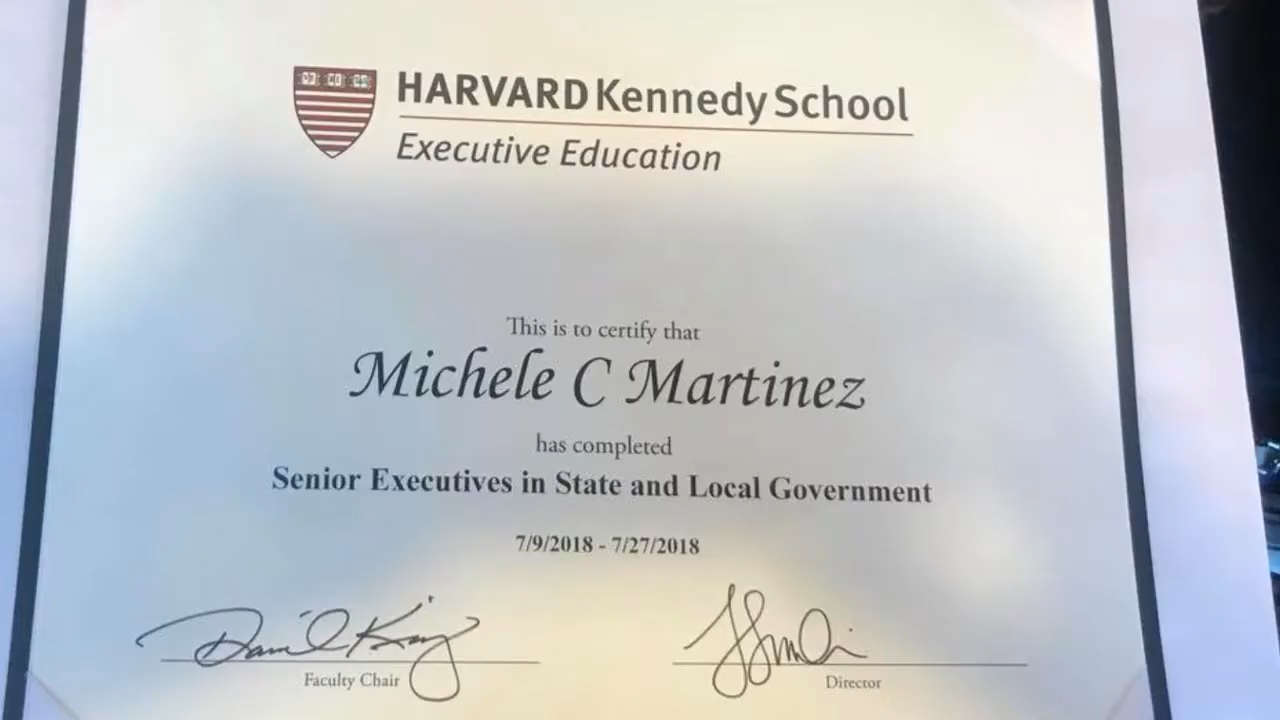 HARVARD Kennedy School
Executive Education
This is to certify that
Michele C Martinez
has completed
Senior Executives in State and Local Government
7/9/2018 - 7/27/2018
Faculty Chair
Director